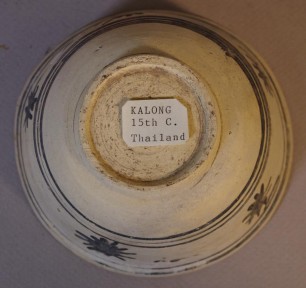 KALONG
15th C.
Thailand